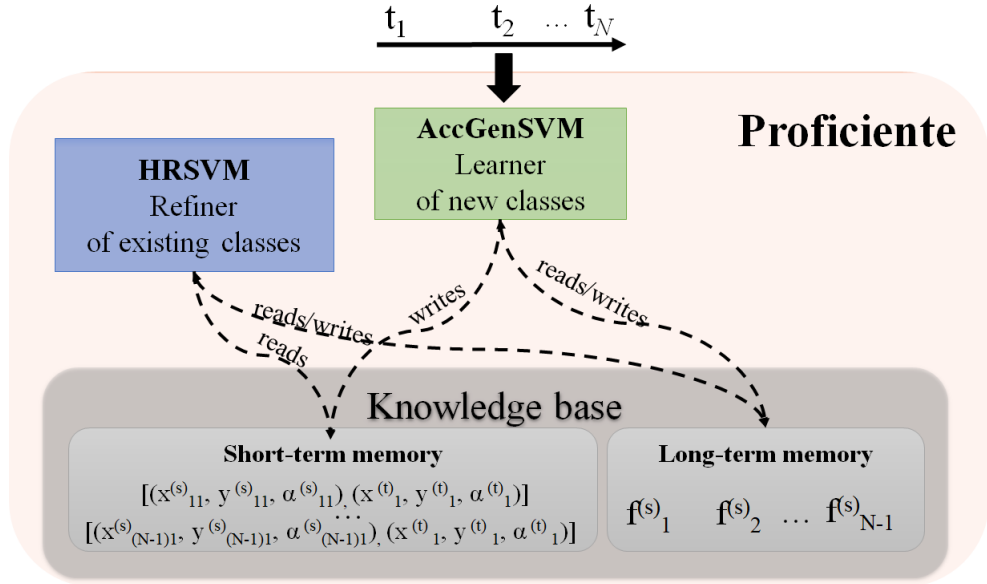 t₁ t₂ ... t_N
Proficiente
HRSVM
Refiner
of existing classes
AccGenSVM
Learner
of new classes
reads/writes
reads
writes
reads/writes
Knowledge base
Short-term memory
[(x⁽ˢ⁾₁₁, y⁽ˢ⁾₁₁, α⁽ˢ⁾₁₁), (x⁽ᵗ⁾₁, y⁽ᵗ⁾₁, α⁽ᵗ⁾₁)]
...
[(x⁽ˢ⁾₍N₋₁₎₁, y⁽ˢ⁾₍N₋₁₎₁, α⁽ˢ⁾₍N₋₁₎₁), (x⁽ᵗ⁾₁, y⁽ᵗ⁾₁, α⁽ᵗ⁾₁)]
Long-term memory
f⁽ˢ⁾₁ f⁽ˢ⁾₂ ... f⁽ˢ⁾N₋₁